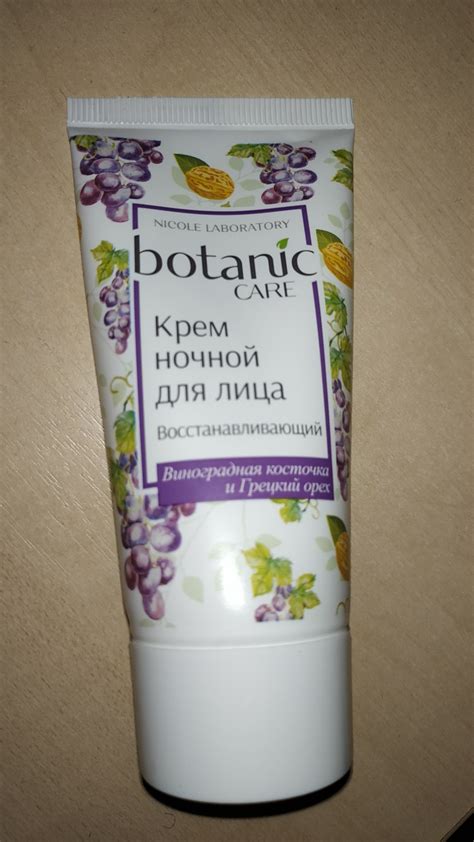 NICOLE LABORATORY
botanic
CARE
Крем
ночной
для лица
Восстанавливающий
Виноградная косточка
и Грецкий орех